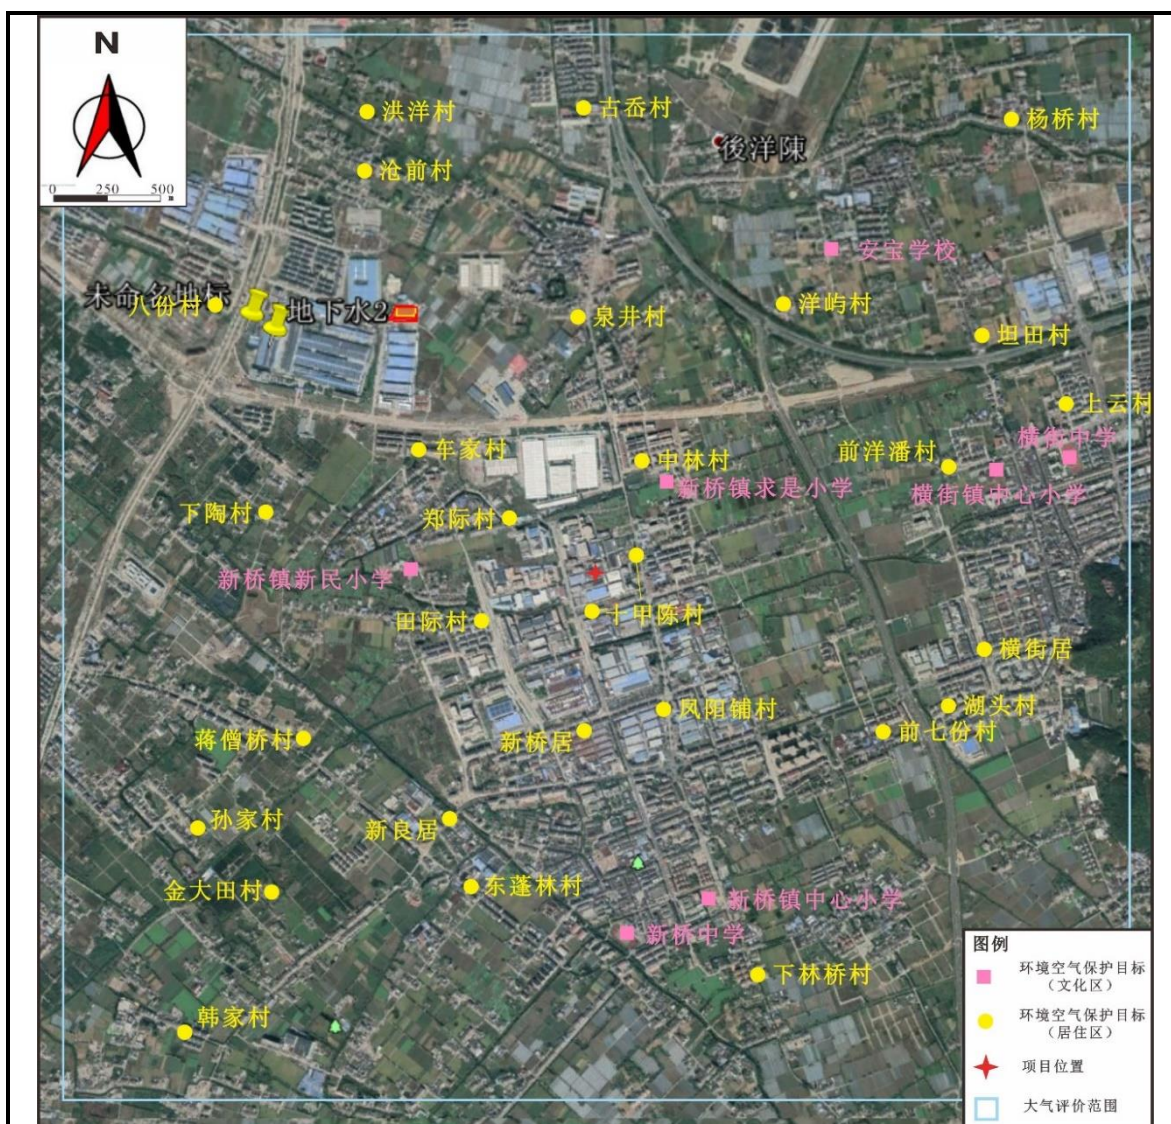 N
0 250 500
洪洋村
古岙村
後洋陳
杨桥村
沧前村
安宝学校
未命名地标
八份村
地下水2
泉井村
洋屿村
坦田村
上云村
横街中学
车家村
中林村
前洋潘村
新桥镇求是小学
横街镇中心小学
下陶村
郑际村
新桥镇新民小学
田际村
十甲陈村
横街居
凤阳铺村
湖头村
蒋僧桥村
新桥居
前七份村
孙家村
新良居
金大田村
东蓬林村
新桥镇中心小学
新桥中学
下林桥村
韩家村
图例
环境空气保护目标
（文化区）
环境空气保护目标
（居住区）
项目位置
大气评价范围